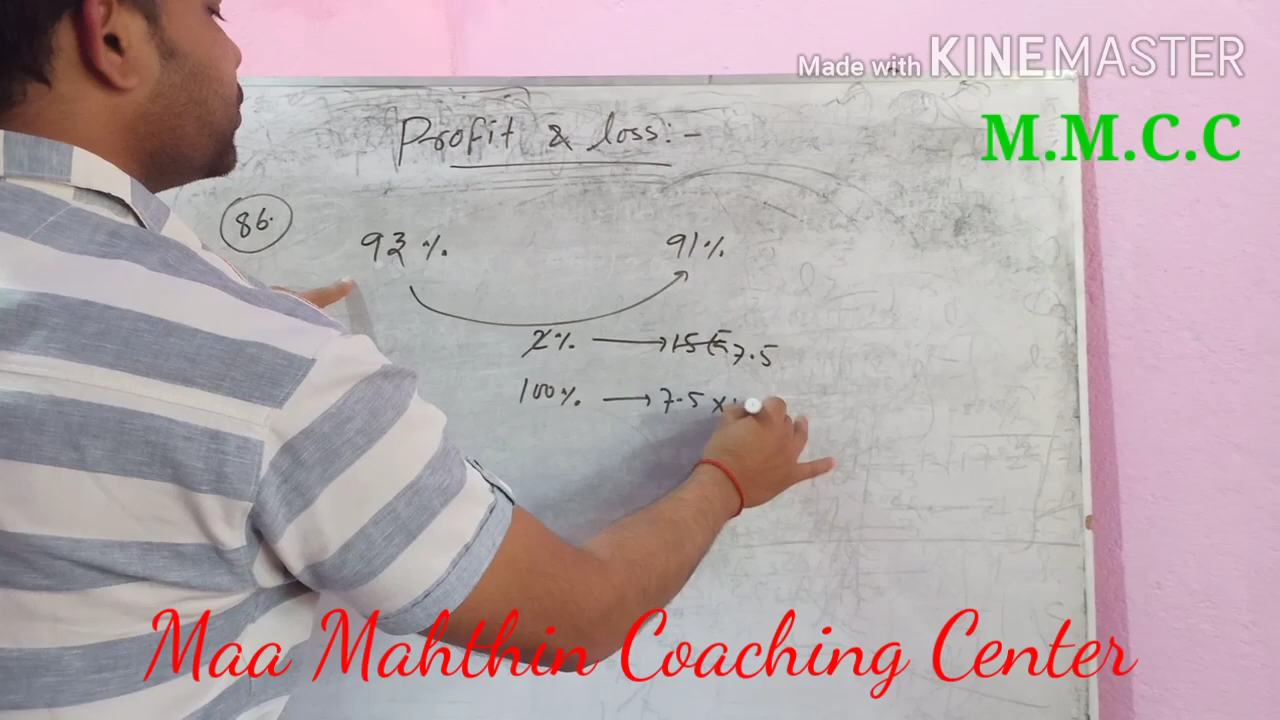 Made with KINEMASTER
M.M.C.C
Profit & loss:-
86.
93% 91%
2% → 15 7.5
100% → 7.5 ×
Maa Mahthin Coaching Center